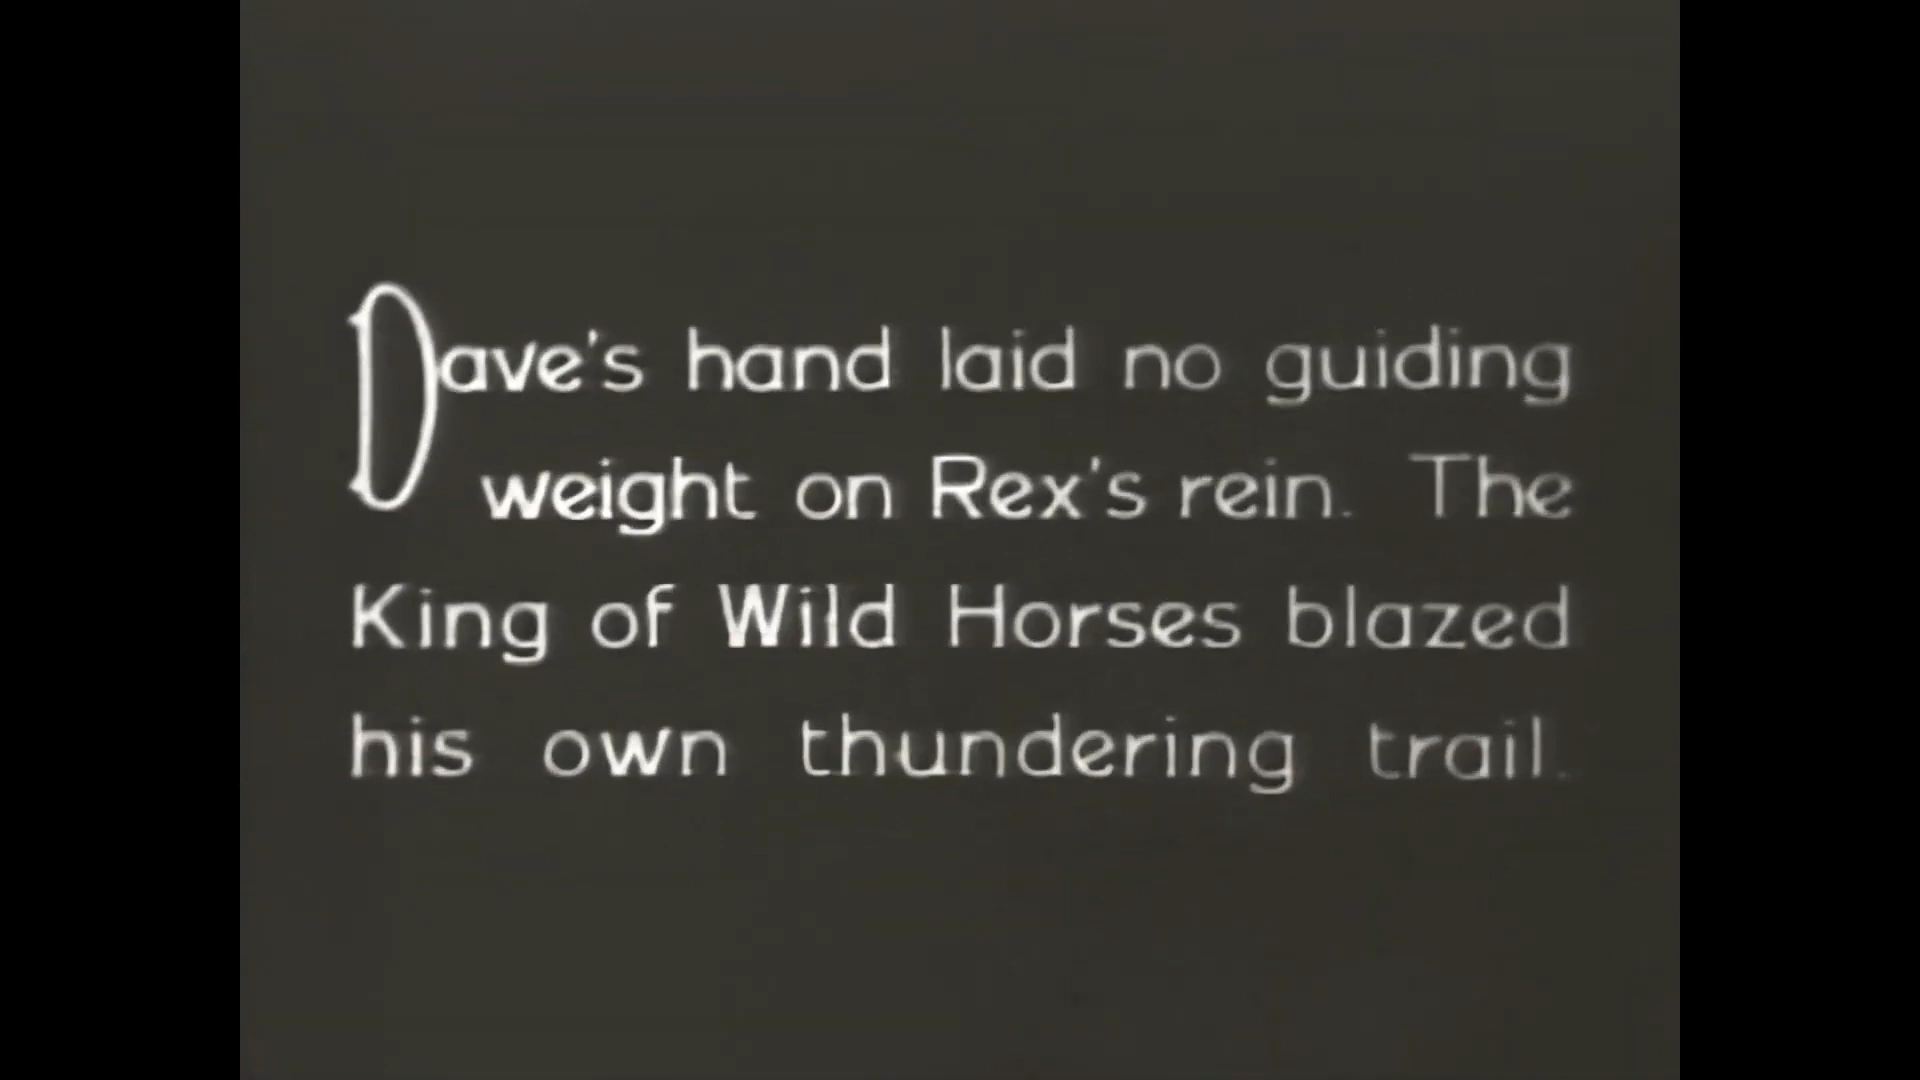 Dave's hand laid no guiding
weight on Rex's rein. The
King of Wild Horses blazed
his own thundering trail.